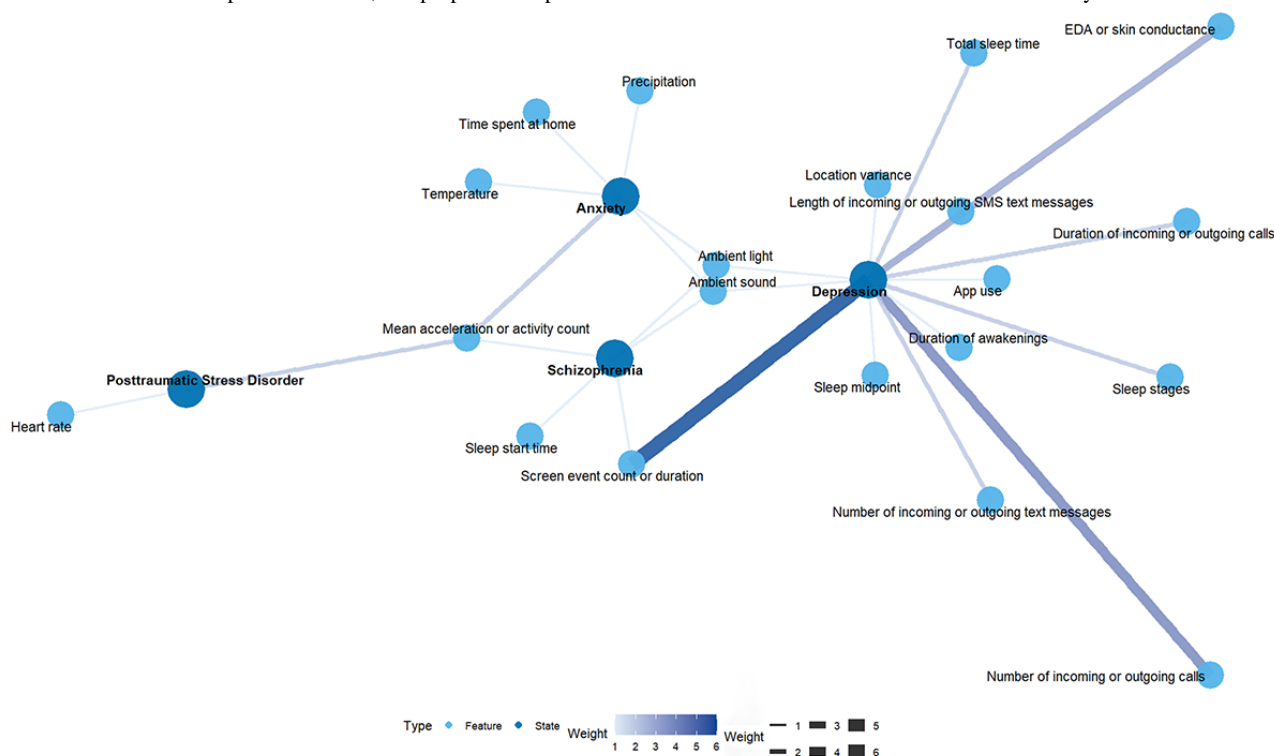 EDA or skin conductance
Total sleep time
Precipitation
Time spent at home
Location variance
Temperature
Length of incoming or outgoing SMS text messages
Anxiety
Duration of incoming or outgoing calls
Ambient light
Ambient sound
Depression
App use
Mean acceleration or activity count
Duration of awakenings
Schizophrenia
Posttraumatic Stress Disorder
Sleep midpoint
Sleep stages
Heart rate
Sleep start time
Screen event count or duration
Number of incoming or outgoing text messages
Number of incoming or outgoing calls
Type Feature State Weight 1 2 3 4 5 6 Weight 1 3 5
2 4 6